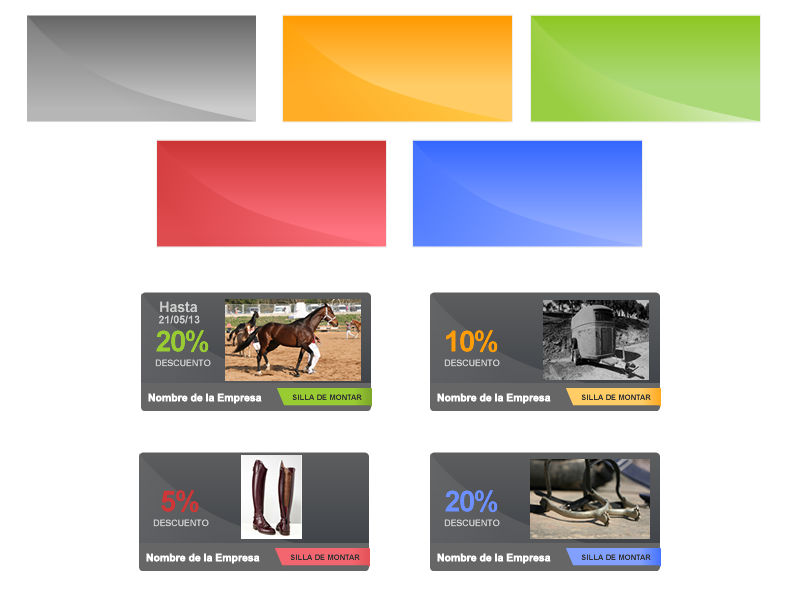 Hasta
21/05/13
20%
DESCUENTO
Nombre de la Empresa
SILLA DE MONTAR
10%
DESCUENTO
Nombre de la Empresa
SILLA DE MONTAR
5%
DESCUENTO
Nombre de la Empresa
SILLA DE MONTAR
20%
DESCUENTO
Nombre de la Empresa
SILLA DE MONTAR